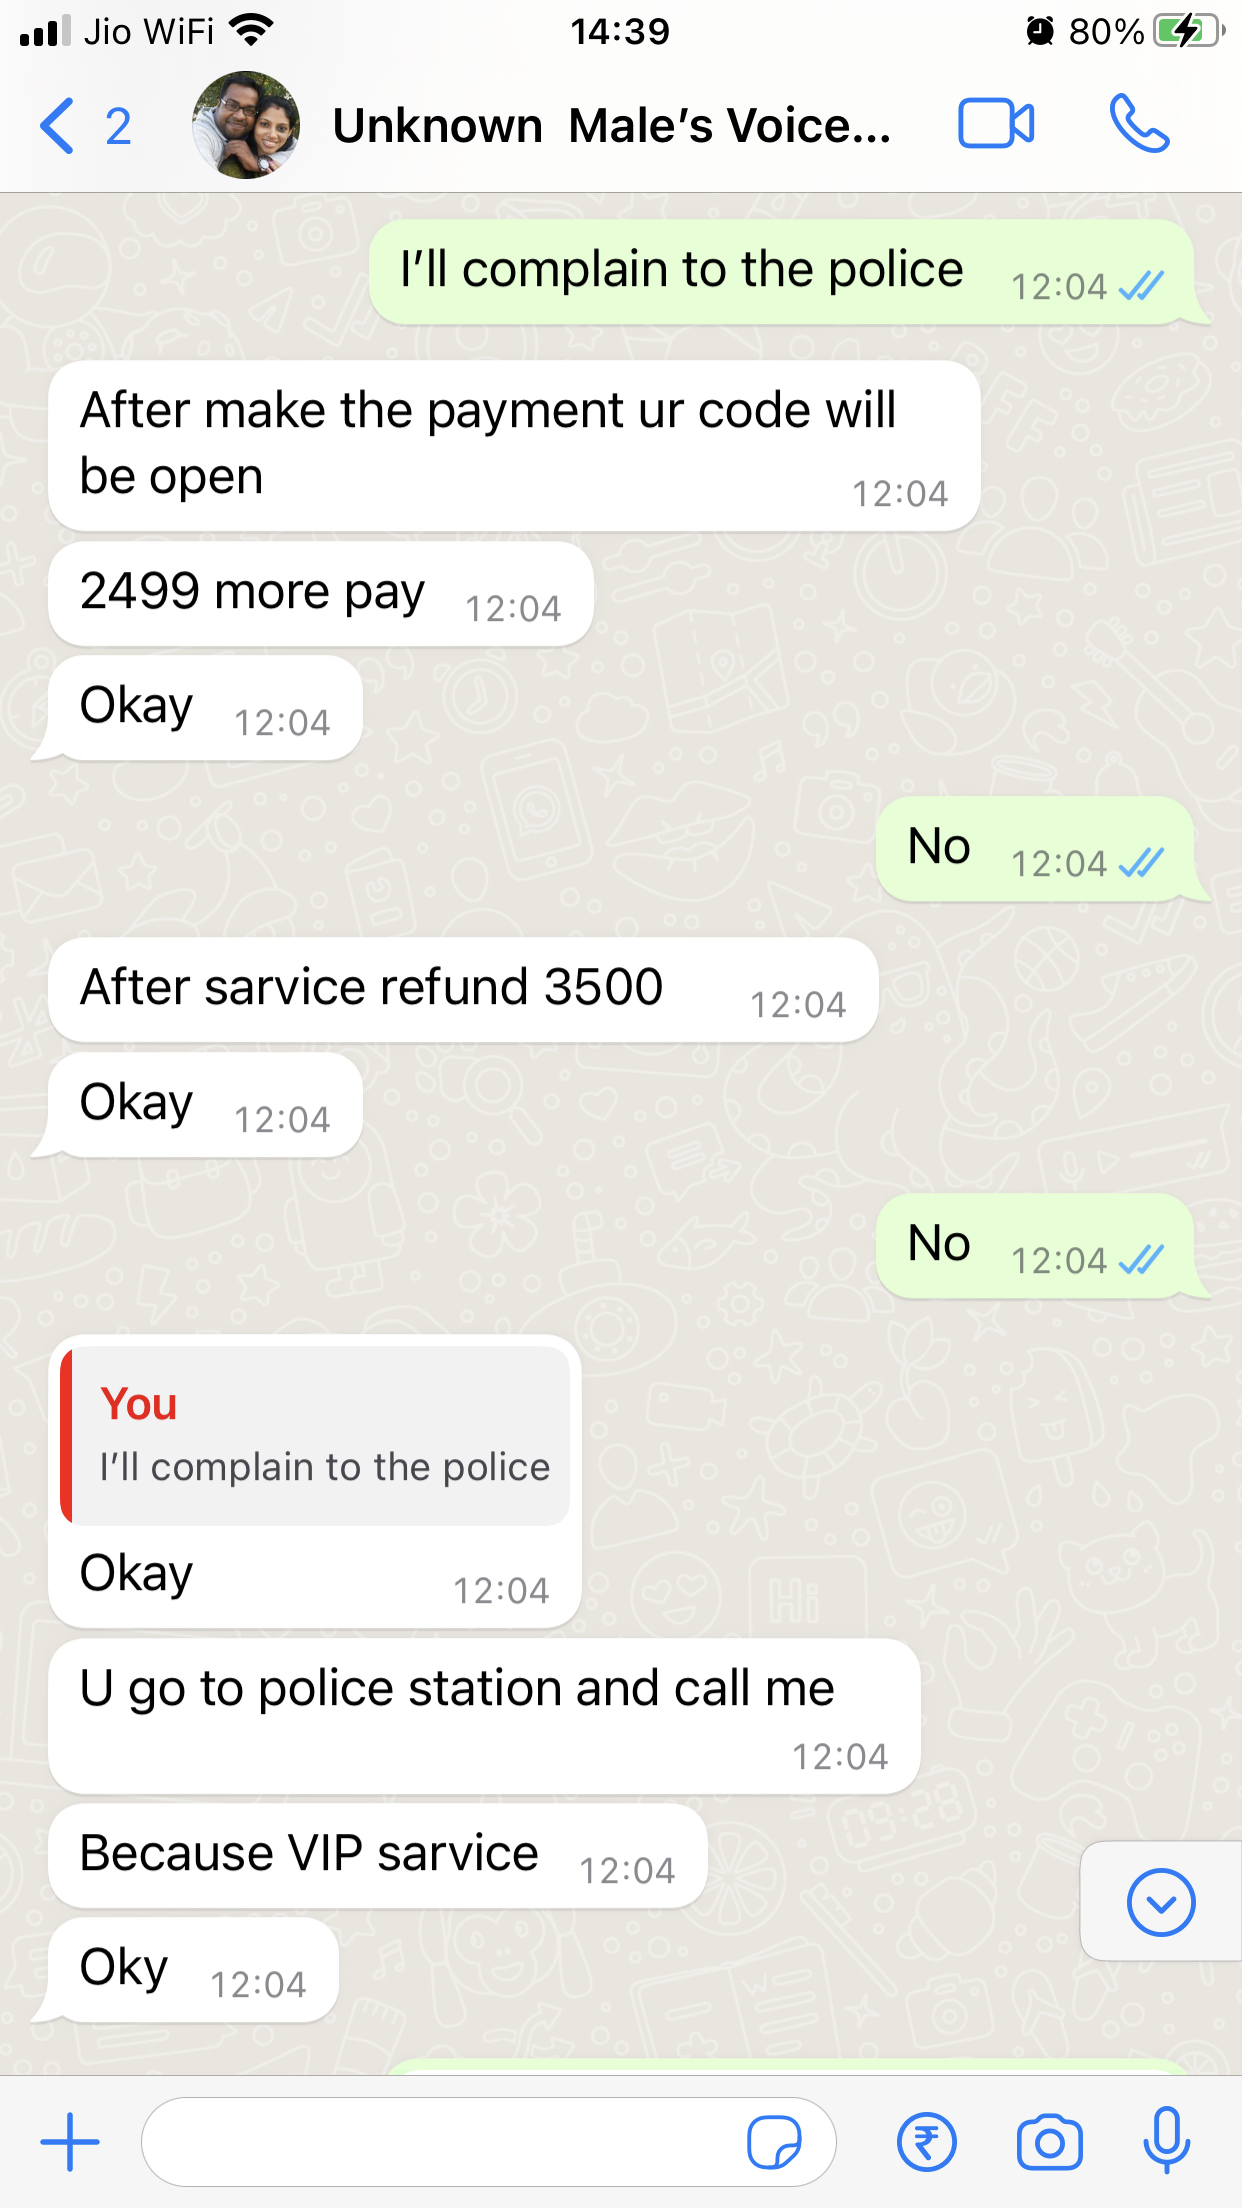 Jio WiFi 14:39 80%
2 Unknown Male’s Voice...
I’ll complain to the police 12:04
After make the payment ur code will
be open 12:04
2499 more pay 12:04
Okay 12:04
No 12:04
After sarvice refund 3500 12:04
Okay 12:04
No 12:04
You
I’ll complain to the police
Okay 12:04
U go to police station and call me
12:04
Because VIP sarvice 12:04
Oky 12:04
₹